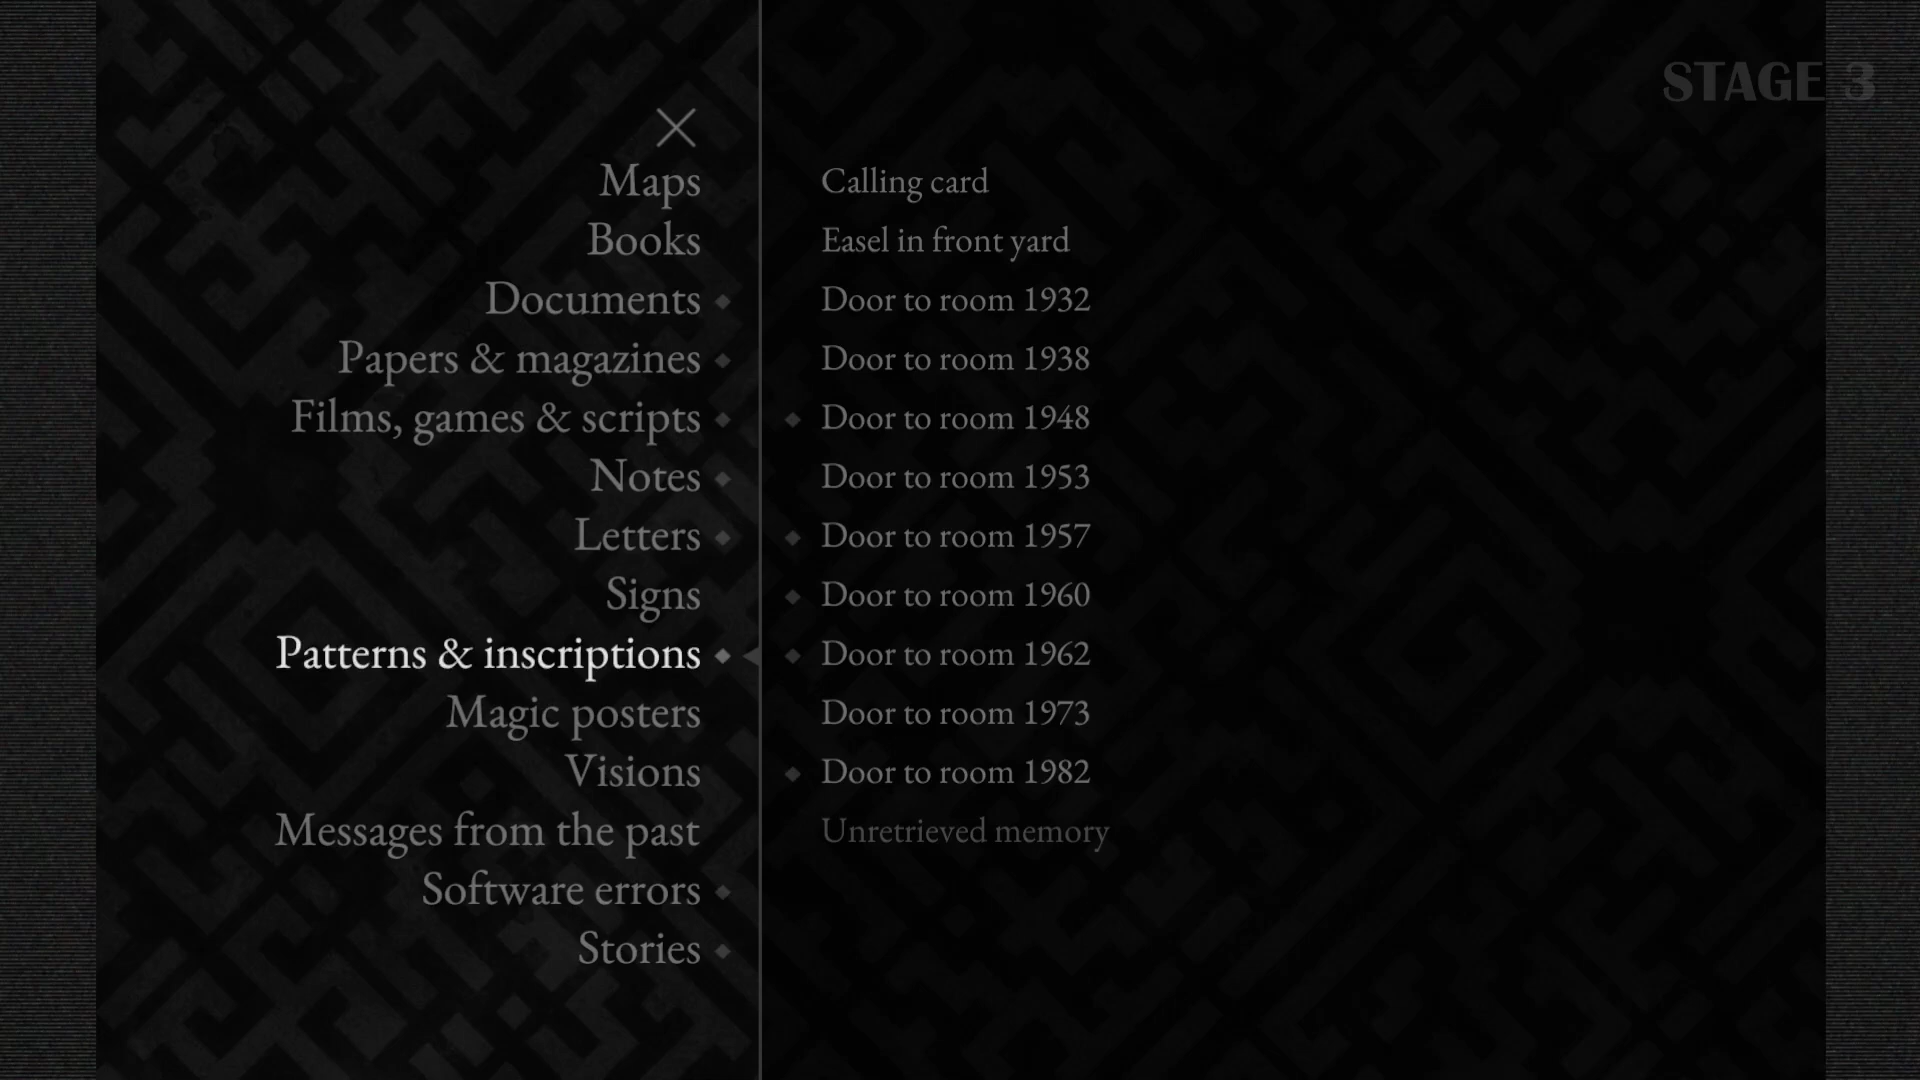 STAGE 3
Maps
Books
Documents
Papers & magazines
Films, games & scripts
Notes
Letters
Signs
Patterns & inscriptions
Magic posters
Visions
Messages from the past
Software errors
Stories
Calling card
Easel in front yard
Door to room 1932
Door to room 1938
Door to room 1948
Door to room 1953
Door to room 1957
Door to room 1960
Door to room 1962
Door to room 1973
Door to room 1982
Unretrieved memory